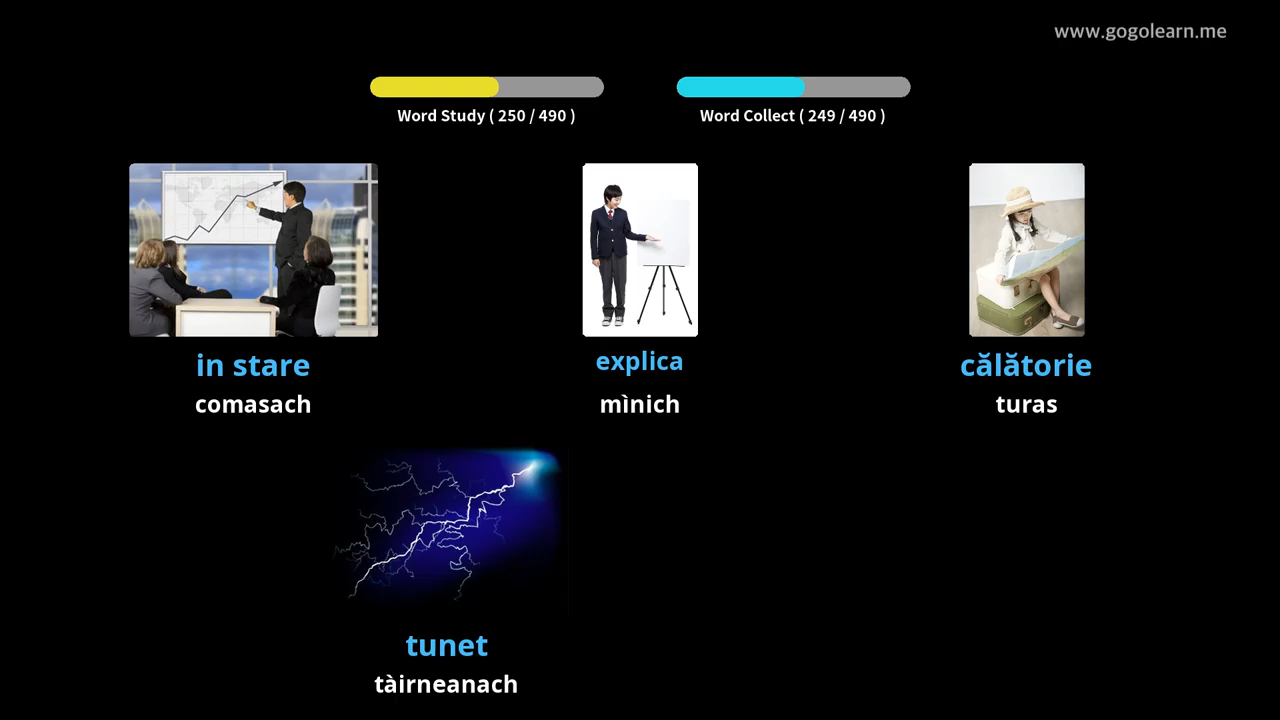 www.gogolearn.me
Word Study ( 250 / 490 )
Word Collect ( 249 / 490 )
in stare
comasach
explica
mìnich
călătorie
turas
tunet
tàirneanach